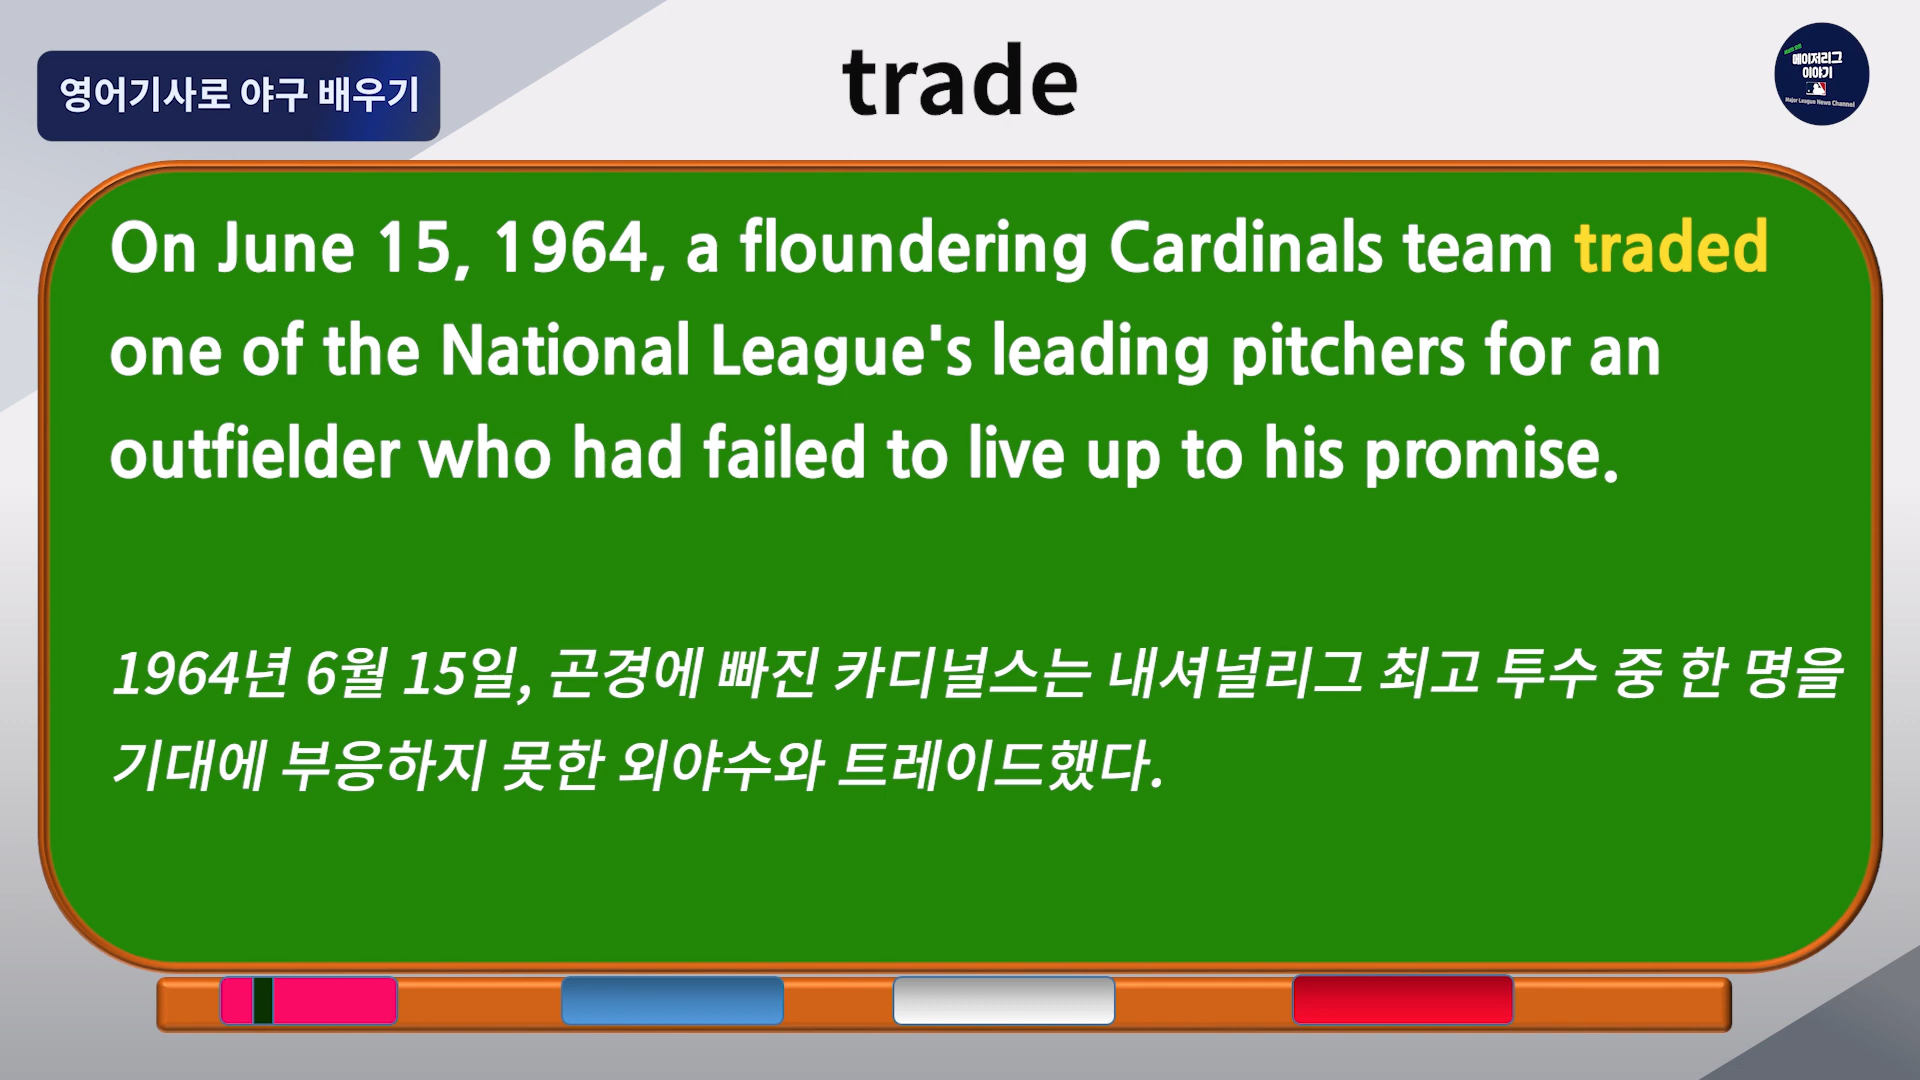 영어기사로 야구 배우기
trade
메이저리그
이야기
Major League News Channel
On June 15, 1964, a floundering Cardinals team traded
one of the National League's leading pitchers for an
outfielder who had failed to live up to his promise.
1964년 6월 15일, 곤경에 빠진 카디널스는 내셔널리그 최고 투수 중 한 명을
기대에 부응하지 못한 외야수와 트레이드했다.